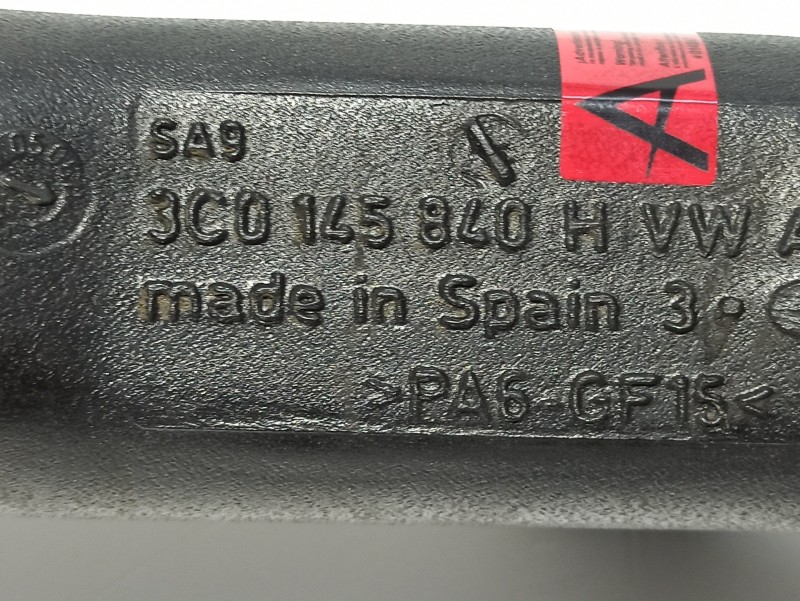 SA9
A
3C0 145 840 H VW A
made in Spain 3 •
>PA6-GF15<